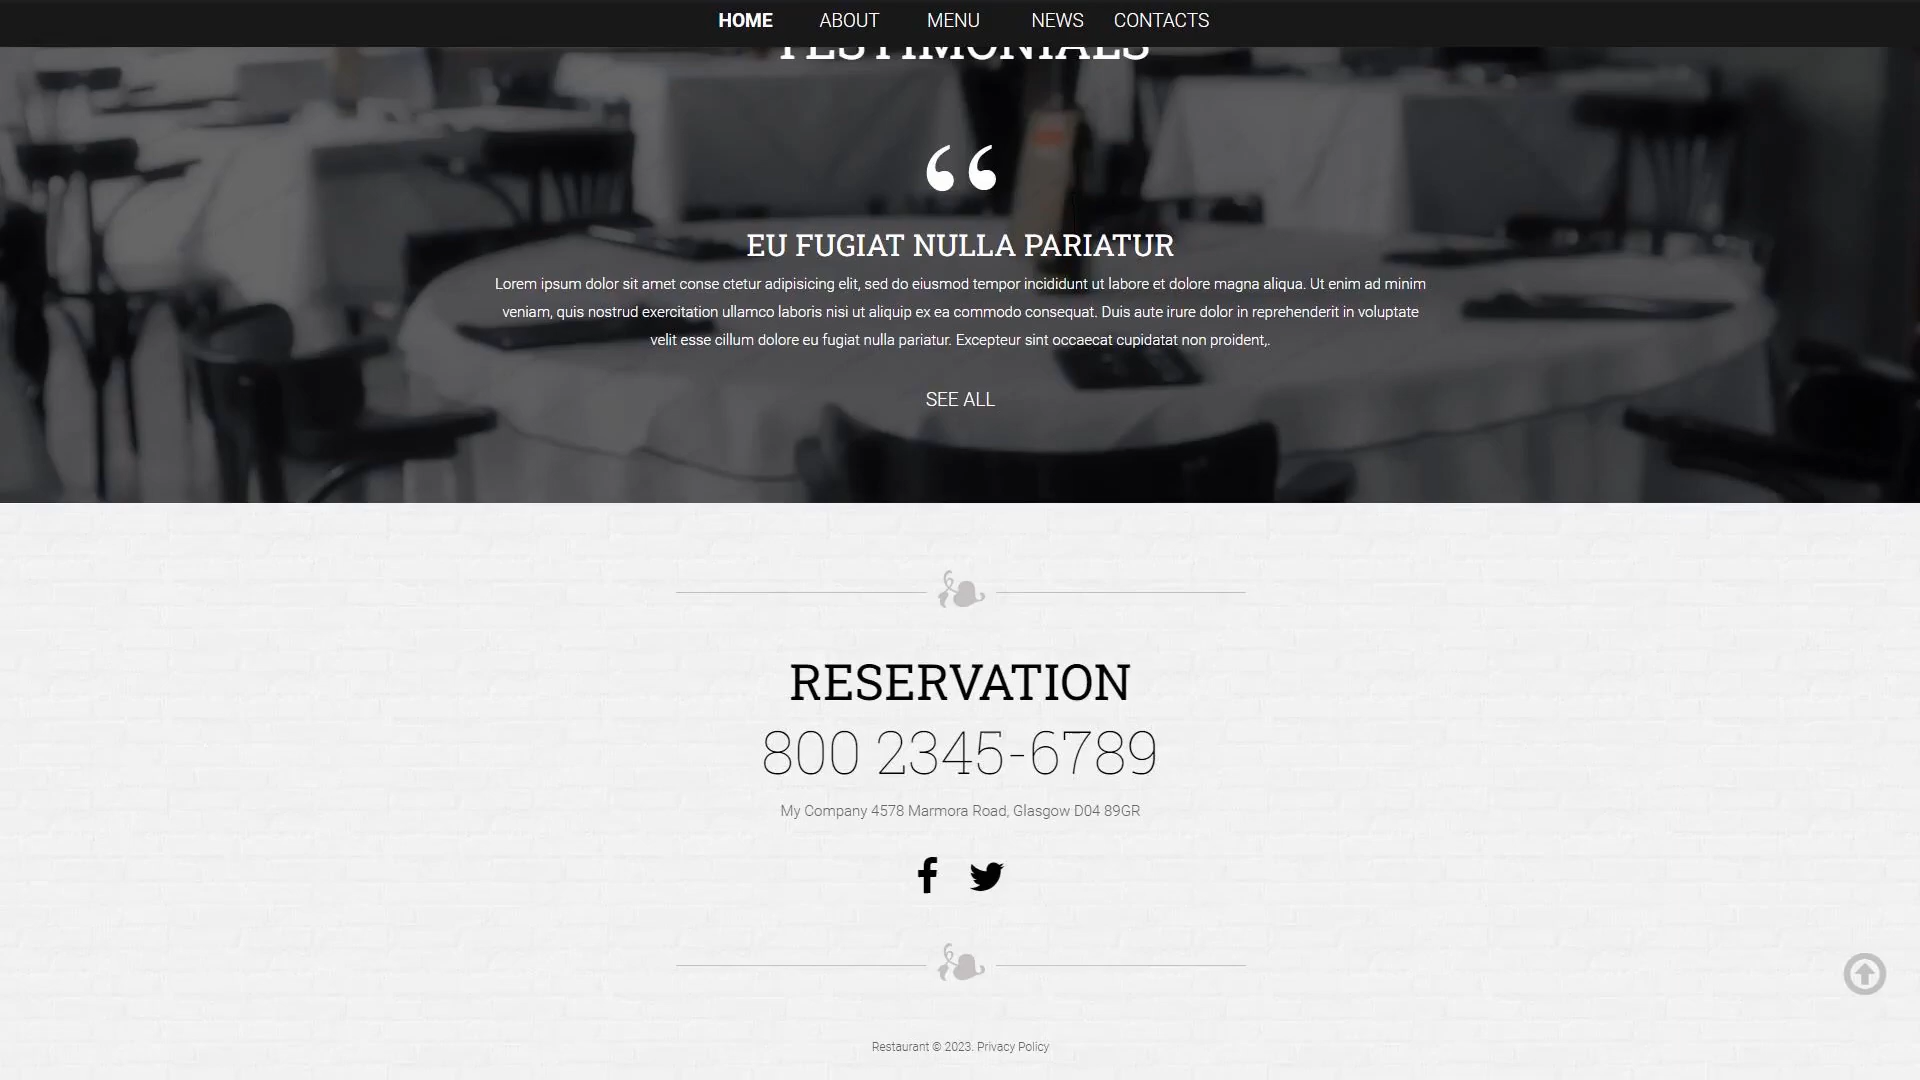 HOME ABOUT MENU NEWS CONTACTS
TESTIMONIALS
EU FUGIAT NULLA PARIATUR
Lorem ipsum dolor sit amet conse ctetur adipisicing elit, sed do eiusmod tempor incididunt ut labore et dolore magna aliqua. Ut enim ad minim
veniam, quis nostrud exercitation ullamco laboris nisi ut aliquip ex ea commodo consequat. Duis aute irure dolor in reprehenderit in voluptate
velit esse cillum dolore eu fugiat nulla pariatur. Excepteur sint occaecat cupidatat non proident,.
SEE ALL
RESERVATION
800 2345-6789
My Company 4578 Marmora Road, Glasgow D04 89GR
Restaurant © 2023. Privacy Policy